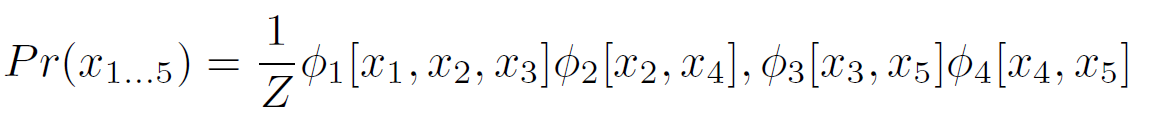 Pr(x_{1...5}) = \frac{1}{Z} \phi_1[x_1, x_2, x_3] \phi_2[x_2, x_4], \phi_3[x_3, x_5] \phi_4[x_4, x_5]